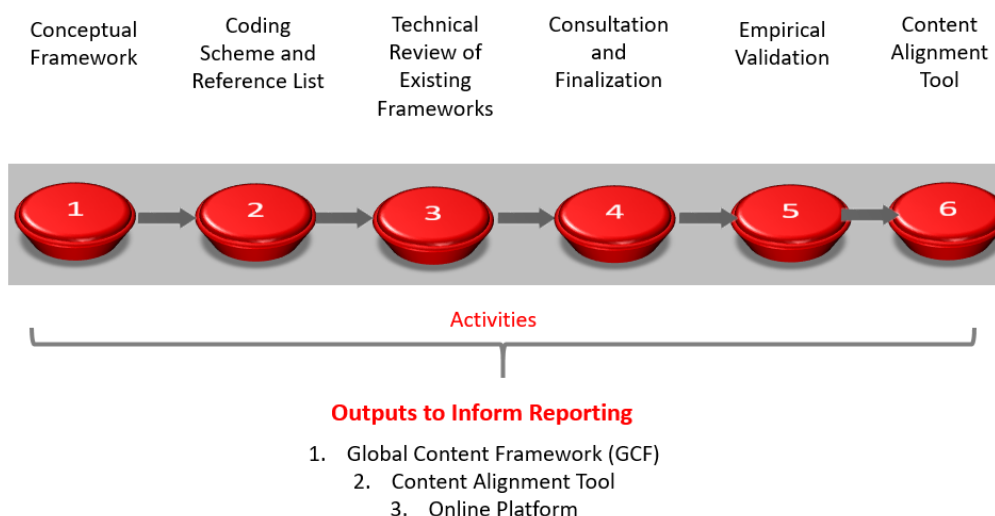 Conceptual
Framework
Coding
Scheme and
Reference List
Technical
Review of
Existing
Frameworks
Consultation
and
Finalization
Empirical
Validation
Content
Alignment
Tool
1
2
3
4
5
6
Activities
Outputs to Inform Reporting
1. Global Content Framework (GCF)
2. Content Alignment Tool
3. Online Platform